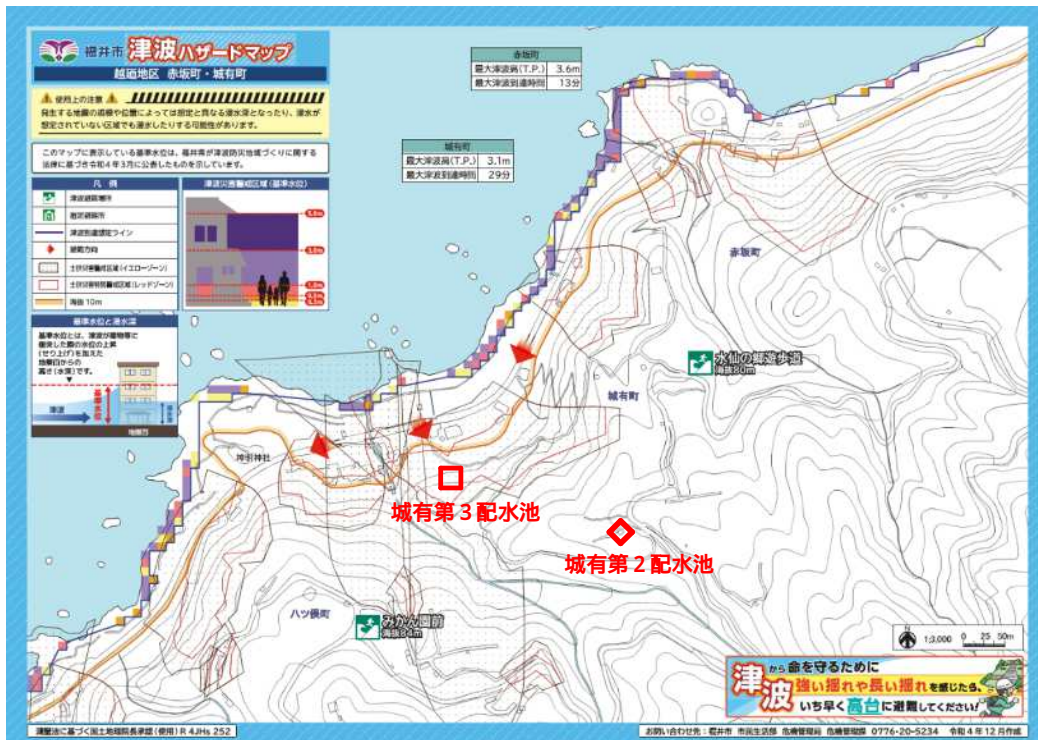 福井市 津波ハザードマップ
越廼地区 赤坂町・城有町
使用上の注意
発生する地震の規模や位置によっては想定と異なる浸水深となったり、浸水が
想定されていない区域でも浸水したりする可能性があります。
このマップに表示している基準水位は、福井県が津波防災地域づくりに関する
法律に基づき令和4年3月に公表したものを示しています。
凡例
津波避難場所
指定避難所
津波到達想定ライン
避難方向
土砂災害警戒区域(イエローゾーン)
土砂災害特別警戒区域(レッドゾーン)
海抜 10m
津波災害警戒区域(基準水位)
5.0m
3.0m
1.0m
0.5m
0.3m
基準水位と浸水深
基準水位とは、津波が建物等に
衝突した際の水位の上昇
(せり上げ)を加えた
地盤面からの
高さ(水深)です。
基準水位
津波
浸水深
地盤面
赤坂町
最大津波高(T.P.) 3.6m
最大津波到達時間 13分
城有町
最大津波高(T.P.) 3.1m
最大津波到達時間 29分
赤坂町
水仙の郷遊歩道
海抜80m
城有町
神明神社
城有第3配水池
城有第2配水池
八ツ俣町
みかん園前
海抜84m
N
1:3,000 0 25 50m
津波から命を守るために
強い揺れや長い揺れを感じたら、
いち早く高台に避難してください!
測量法に基づく国土地理院長承認(使用)R 4JHs 252
お問い合わせ先:福井市 市民生活部 危機管理局 危機管理課 0776-20-5234 令和4年12月作成